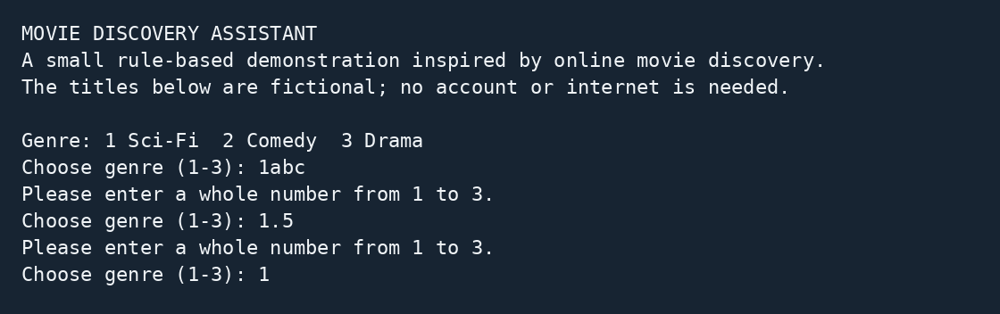 MOVIE DISCOVERY ASSISTANT
A small rule-based demonstration inspired by online movie discovery.
The titles below are fictional; no account or internet is needed.
Genre: 1 Sci-Fi  2 Comedy  3 Drama
Choose genre (1-3): 1abc
Please enter a whole number from 1 to 3.
Choose genre (1-3): 1.5
Please enter a whole number from 1 to 3.
Choose genre (1-3): 1